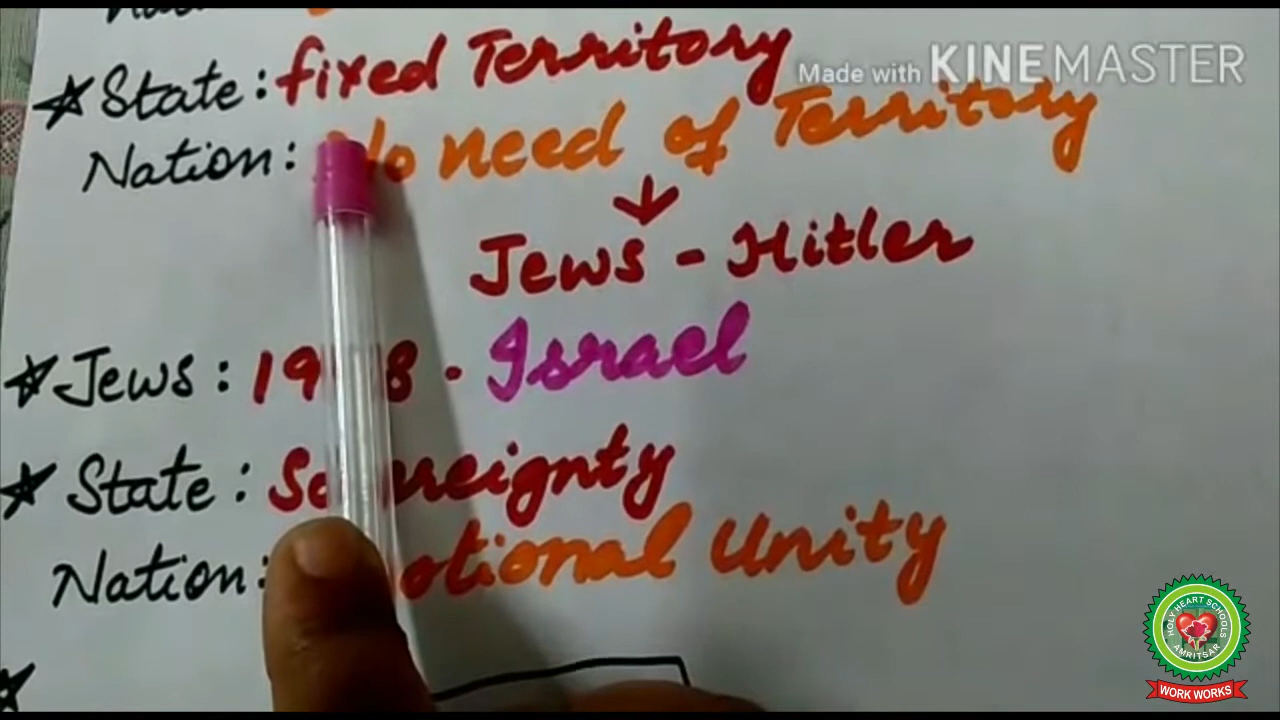 State: fixed Territory
Made with KINEMASTER
Nation: No need of Territory
Jews - Hitler
Jews: 19 8 - Israel
State: Sovereignty
Nation: otional Unity
HOLY HEART SCHOOLS
AMRITSAR
WORK WORKS